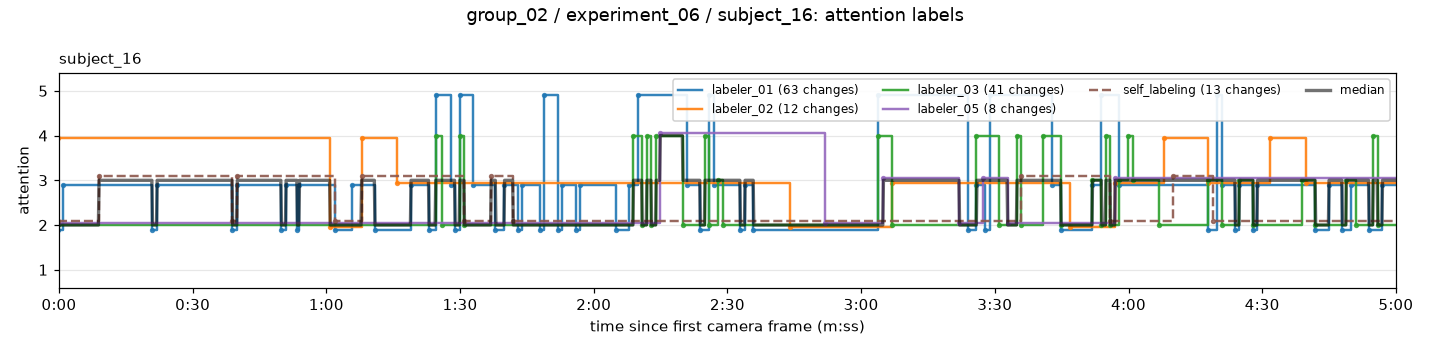 group_02 / experiment_06 / subject_16: attention labels
subject_16
labeler_01 (63 changes)
labeler_02 (12 changes)
labeler_03 (41 changes)
labeler_05 (8 changes)
self_labeling (13 changes)
median
attention
5
4
3
2
1
0:00 0:30 1:00 1:30 2:00 2:30 3:00 3:30 4:00 4:30 5:00
time since first camera frame (m:ss)